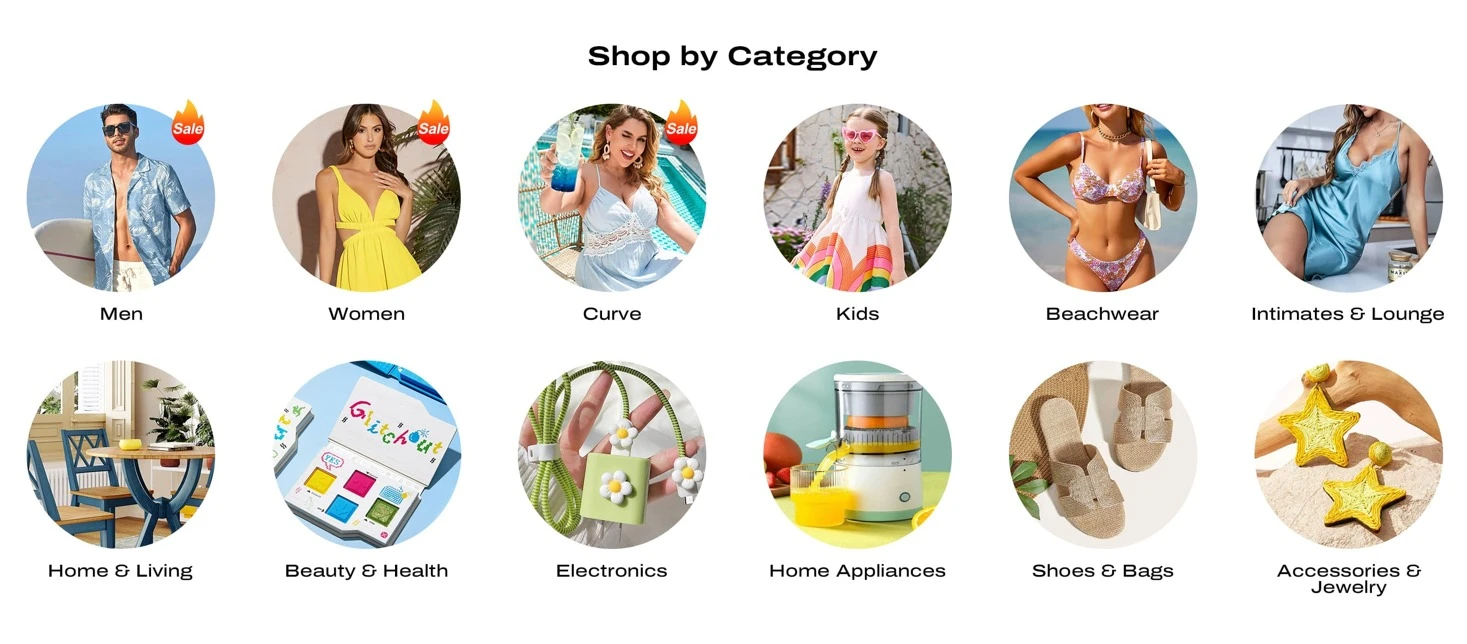 Shop by Category
Sale
Sale
Sale
Men
Women
Curve
Kids
Beachwear
Intimates & Lounge
Glitchout
YES
Home & Living
Beauty & Health
Electronics
Home Appliances
Shoes & Bags
Accessories &
Jewelry